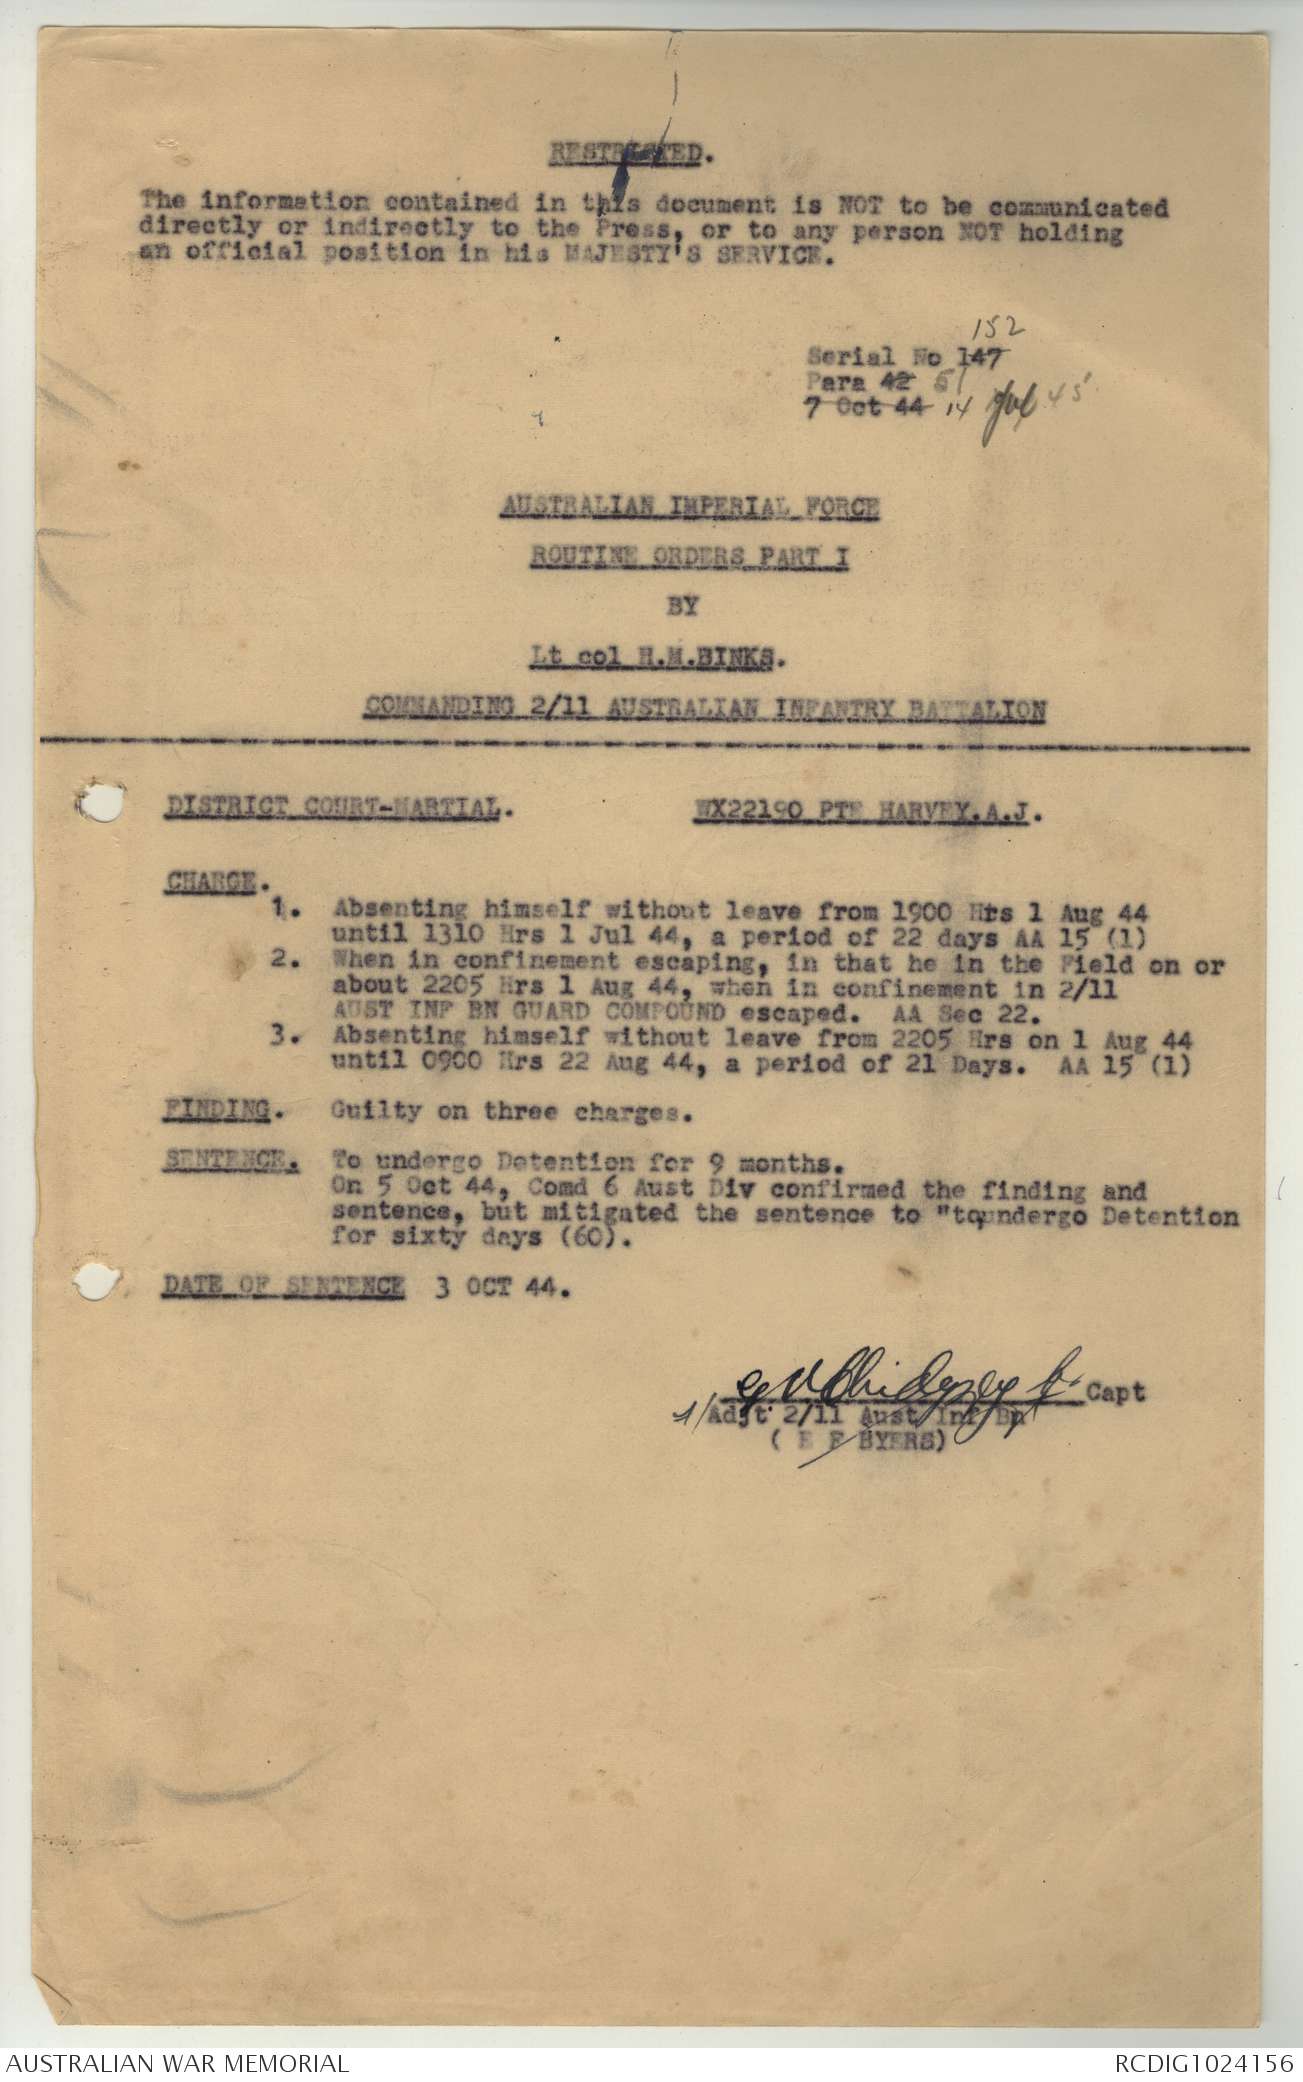 RESTRICTED.
The information contained in this document is NOT to be communicated
directly or indirectly to the Press, or to any person NOT holding
an official position in his MAJESTY'S SERVICE.
152
Serial No 147
Para 42 51
7 Oct 44 14 Jul 45
AUSTRALIAN IMPERIAL FORCE
ROUTINE ORDERS PART I
BY
Lt col H.M.BINKS.
COMMANDING 2/11 AUSTRALIAN INFANTRY BATTALION
DISTRICT COURT-MARTIAL. WX22190 PTE HARVEY.A.J.
CHARGE.
1. Absenting himself without leave from 1900 Hrs 1 Aug 44
until 1310 Hrs 1 Jul 44, a period of 22 days AA 15 (1)
2. When in confinement escaping, in that he in the Field on or
about 2205 Hrs 1 Aug 44, when in confinement in 2/11
AUST INF BN GUARD COMPOUND escaped. AA Sec 22.
3. Absenting himself without leave from 2205 Hrs on 1 Aug 44
until 0900 Hrs 22 Aug 44, a period of 21 Days. AA 15 (1)
FINDING. Guilty on three charges.
SENTENCE. To undergo Detention for 9 months.
On 5 Oct 44, Comd 6 Aust Div confirmed the finding and
sentence, but mitigated the sentence to "to,undergo Detention
for sixty days (60).
DATE OF SENTENCE 3 OCT 44.
Capt
A/Adjt 2/11 Aust Inf Bn
( E F BYERS)
AUSTRALIAN WAR MEMORIAL RCDIG1024156